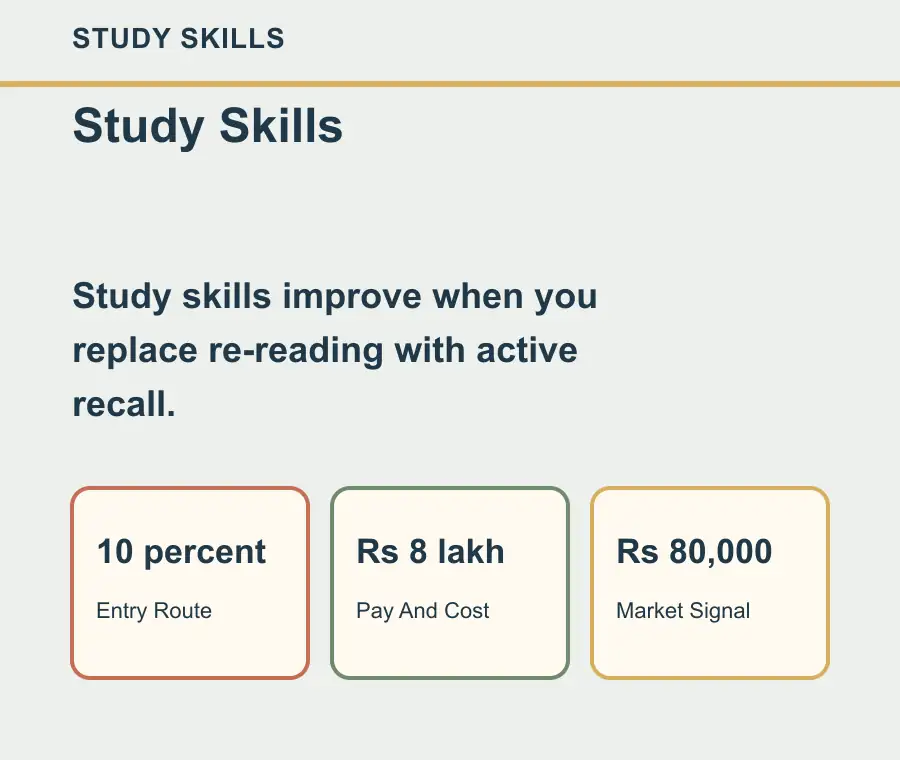 STUDY SKILLS
Study Skills
Study skills improve when you
replace re-reading with active
recall.
10 percent
Entry Route
Rs 8 lakh
Pay And Cost
Rs 80,000
Market Signal